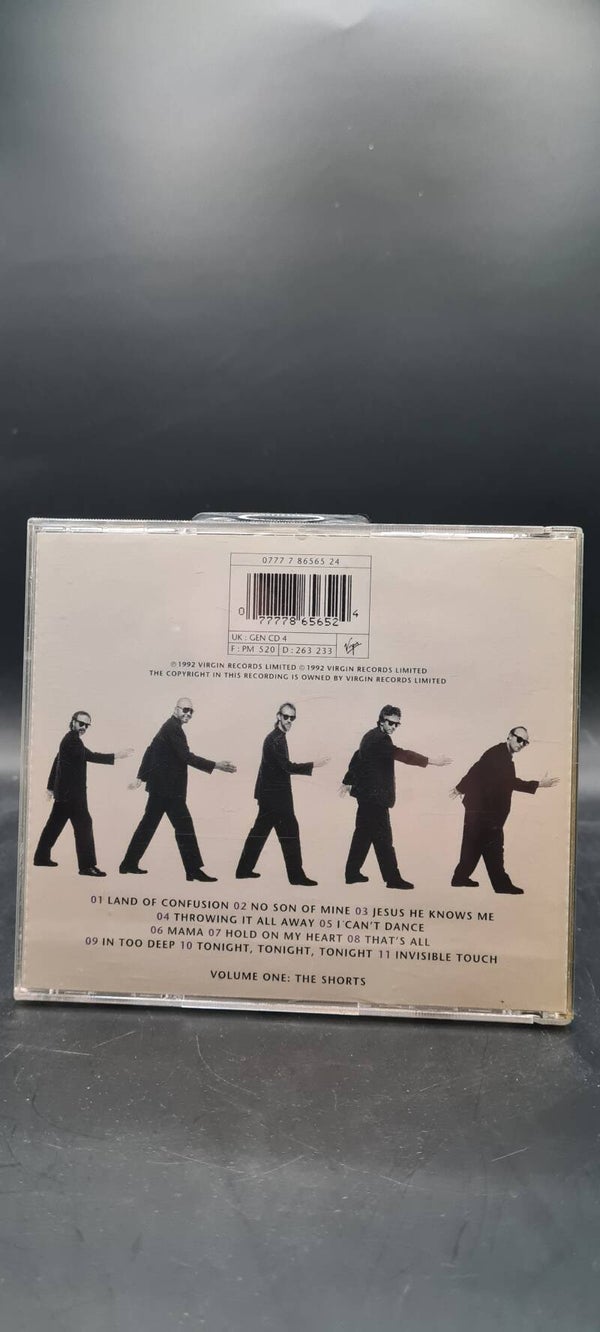 0777 7 86565 24
0 77778 65652 4
UK: GEN CD 4
F: PM 520 D: 263 233 Virgin
℗ 1992 VIRGIN RECORDS LIMITED © 1992 VIRGIN RECORDS LIMITED
THE COPYRIGHT IN THIS RECORDING IS OWNED BY VIRGIN RECORDS LIMITED
01 LAND OF CONFUSION 02 NO SON OF MINE 03 JESUS HE KNOWS ME
04 THROWING IT ALL AWAY 05 I CAN'T DANCE
06 MAMA 07 HOLD ON MY HEART 08 THAT'S ALL
09 IN TOO DEEP 10 TONIGHT, TONIGHT, TONIGHT 11 INVISIBLE TOUCH
VOLUME ONE: THE SHORTS